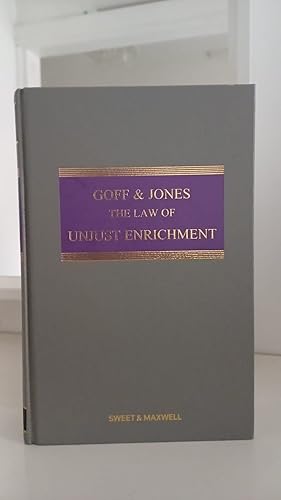 GOFF & JONES
THE LAW OF
UNJUST ENRICHMENT
SWEET & MAXWELL